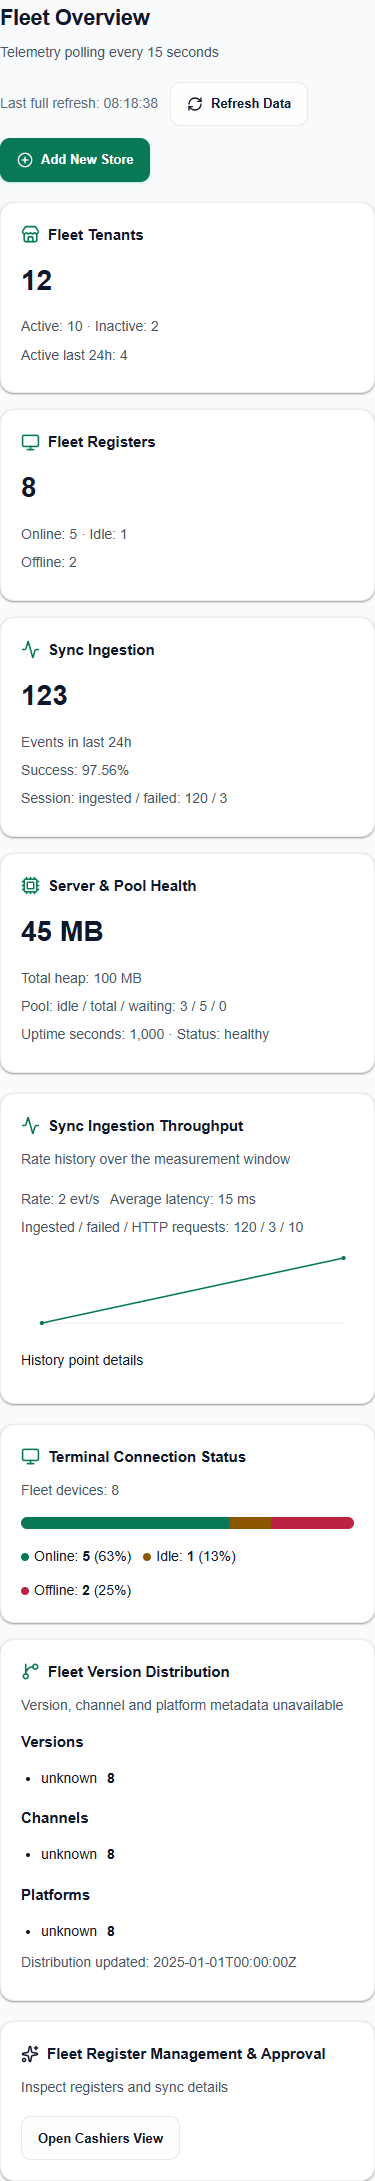 Fleet Overview
Telemetry polling every 15 seconds
Last full refresh: 08:18:38
Refresh Data
Add New Store
Fleet Tenants
12
Active: 10 · Inactive: 2
Active last 24h: 4
Fleet Registers
8
Online: 5 · Idle: 1
Offline: 2
Sync Ingestion
123
Events in last 24h
Success: 97.56%
Session: ingested / failed: 120 / 3
Server & Pool Health
45 MB
Total heap: 100 MB
Pool: idle / total / waiting: 3 / 5 / 0
Uptime seconds: 1,000 · Status: healthy
Sync Ingestion Throughput
Rate history over the measurement window
Rate: 2 evt/s Average latency: 15 ms
Ingested / failed / HTTP requests: 120 / 3 / 10
History point details
Terminal Connection Status
Fleet devices: 8
Online: 5 (63%) Idle: 1 (13%)
Offline: 2 (25%)
Fleet Version Distribution
Version, channel and platform metadata unavailable
Versions
• unknown 8
Channels
• unknown 8
Platforms
• unknown 8
Distribution updated: 2025-01-01T00:00:00Z
Fleet Register Management & Approval
Inspect registers and sync details
Open Cashiers View